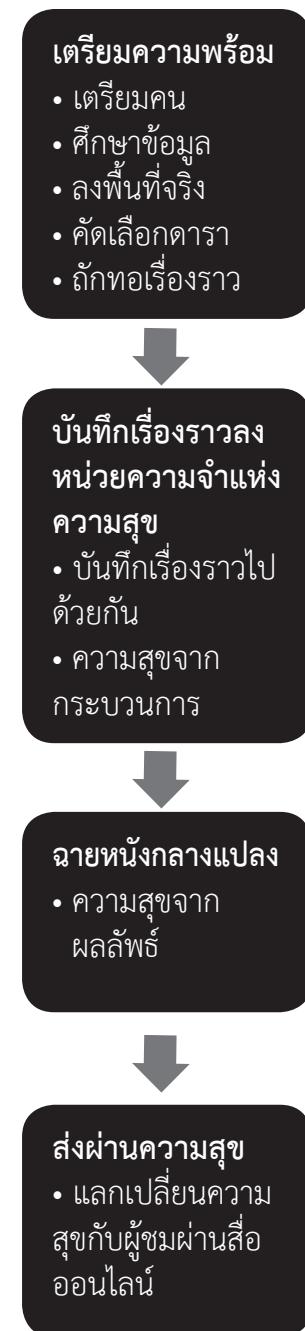 เตรียมความพร้อม
• เตรียมคน
• ศึกษาข้อมูล
• ลงพื้นที่จริง
• คัดเลือกดารา
• ถักทอเรื่องราว
บันทึกเรื่องราวลง
หน่วยความจำแห่ง
ความสุข
• บันทึกเรื่องราวไป
ด้วยกัน
• ความสุขจาก
กระบวนการ
ฉายหนังกลางแปลง
• ความสุขจาก
ผลลัพธ์
ส่งผ่านความสุข
• แลกเปลี่ยนความ
สุขกับผู้ชมผ่านสื่อ
ออนไลน์